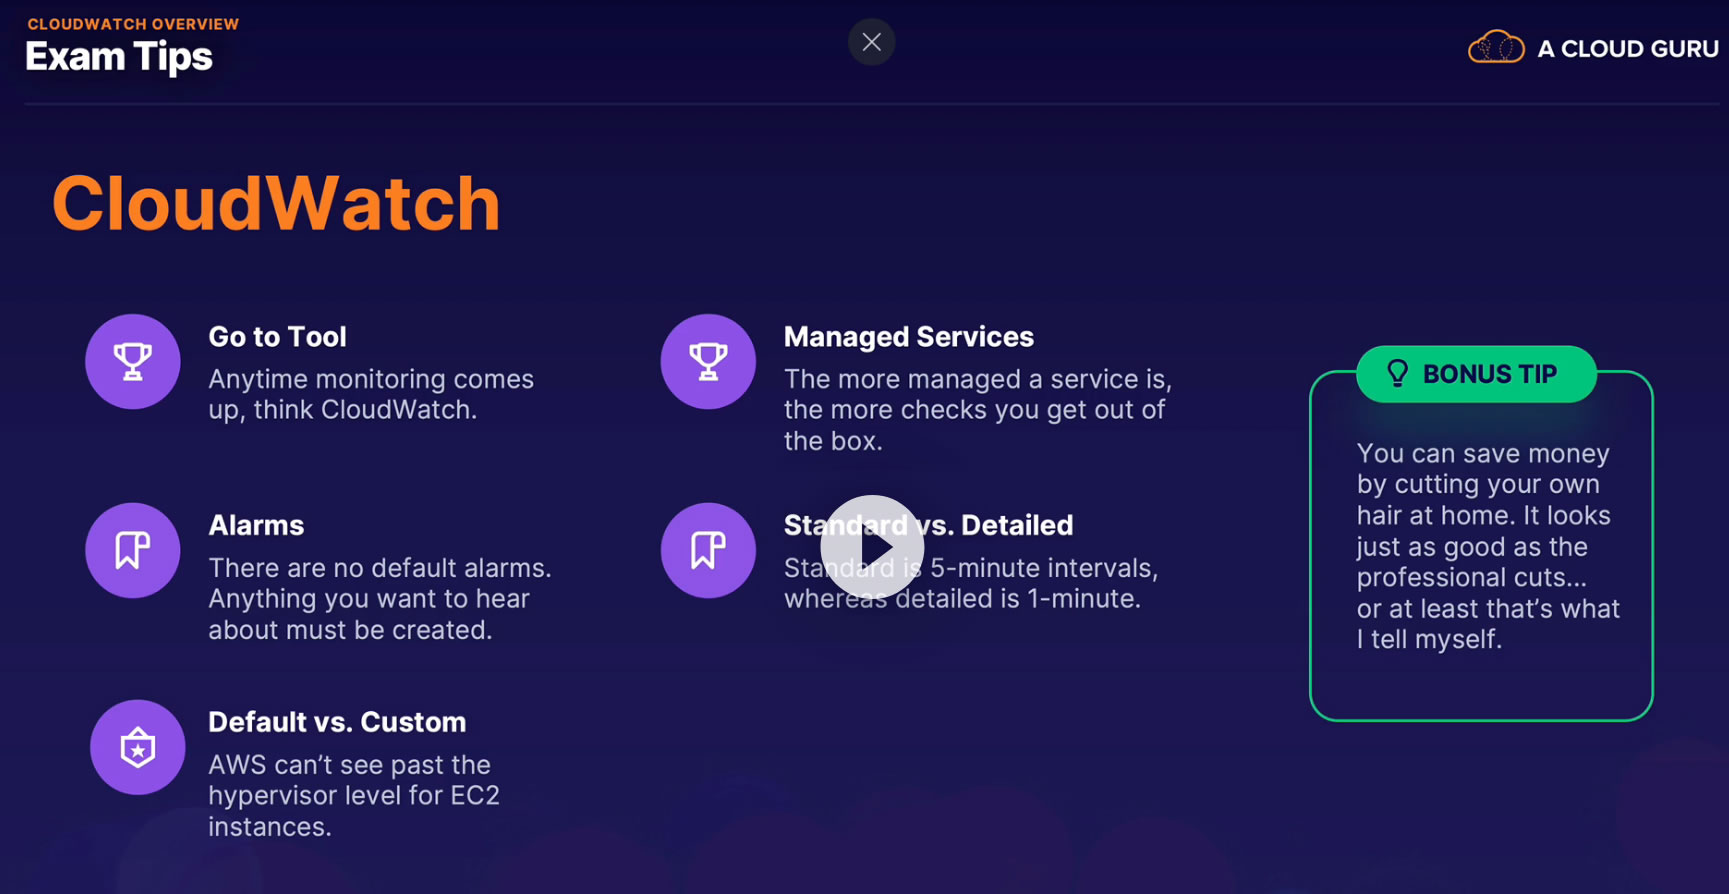 CLOUDWATCH OVERVIEW
Exam Tips
A CLOUD GURU
CloudWatch
Go to Tool
Anytime monitoring comes
up, think CloudWatch.
Managed Services
The more managed a service is,
the more checks you get out of
the box.
Alarms
There are no default alarms.
Anything you want to hear
about must be created.
Standard vs. Detailed
Standard is 5-minute intervals,
whereas detailed is 1-minute.
Default vs. Custom
AWS can’t see past the
hypervisor level for EC2
instances.
BONUS TIP
You can save money
by cutting your own
hair at home. It looks
just as good as the
professional cuts...
or at least that’s what
I tell myself.